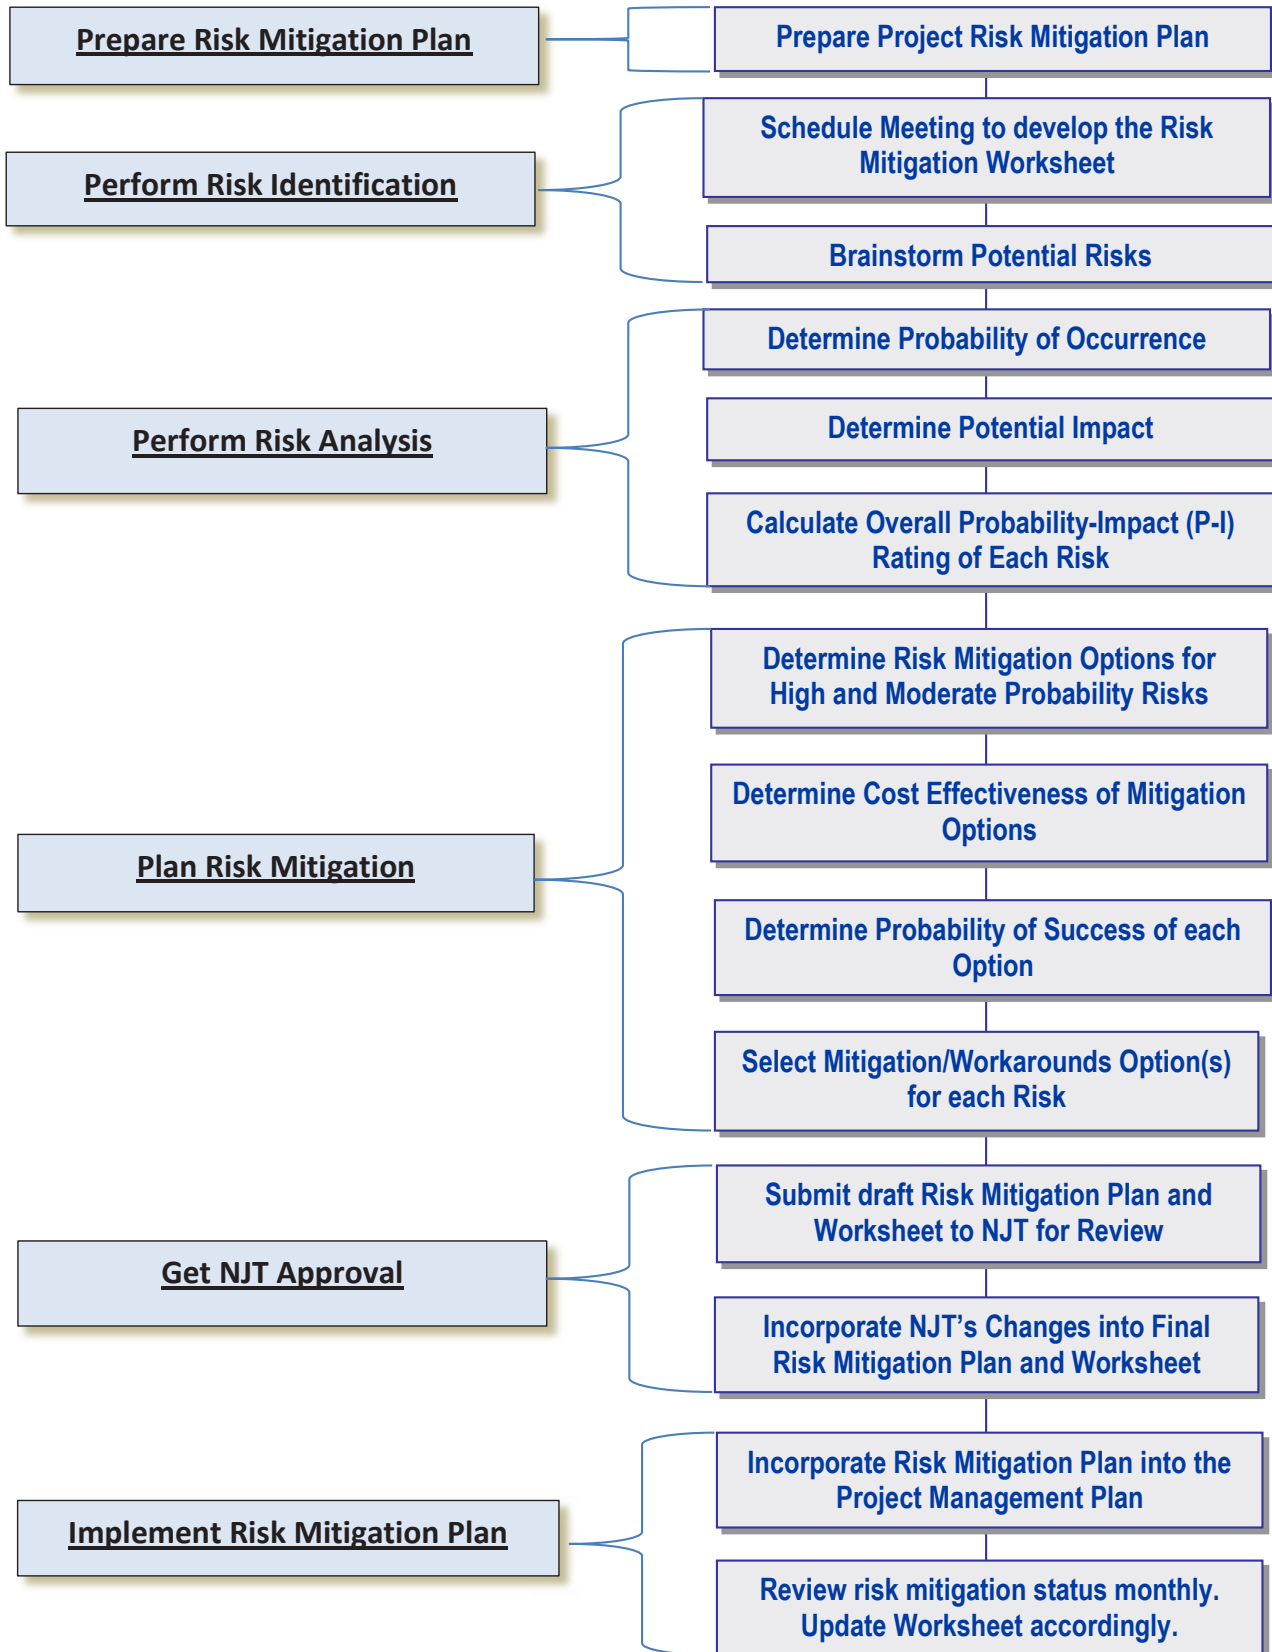 Prepare Risk Mitigation Plan
Prepare Project Risk Mitigation Plan
Perform Risk Identification
Schedule Meeting to develop the Risk
Mitigation Worksheet
Brainstorm Potential Risks
Perform Risk Analysis
Determine Probability of Occurrence
Determine Potential Impact
Calculate Overall Probability-Impact (P-I)
Rating of Each Risk
Plan Risk Mitigation
Determine Risk Mitigation Options for
High and Moderate Probability Risks
Determine Cost Effectiveness of Mitigation
Options
Determine Probability of Success of each
Option
Select Mitigation/Workarounds Option(s)
for each Risk
Get NJT Approval
Submit draft Risk Mitigation Plan and
Worksheet to NJT for Review
Incorporate NJT’s Changes into Final
Risk Mitigation Plan and Worksheet
Implement Risk Mitigation Plan
Incorporate Risk Mitigation Plan into the
Project Management Plan
Review risk mitigation status monthly.
Update Worksheet accordingly.